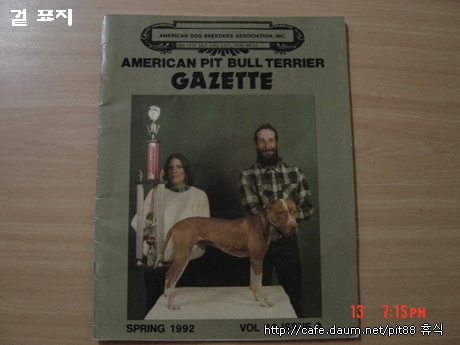 겉 표지
AMERICAN DOG BREEDERS ASSOCIATION, INC.
AMERICAN PIT BULL TERRIER
GAZETTE
SPRING 1992 VOL
13 7:15PM
http://cafe.daum.net/pit88 휴식